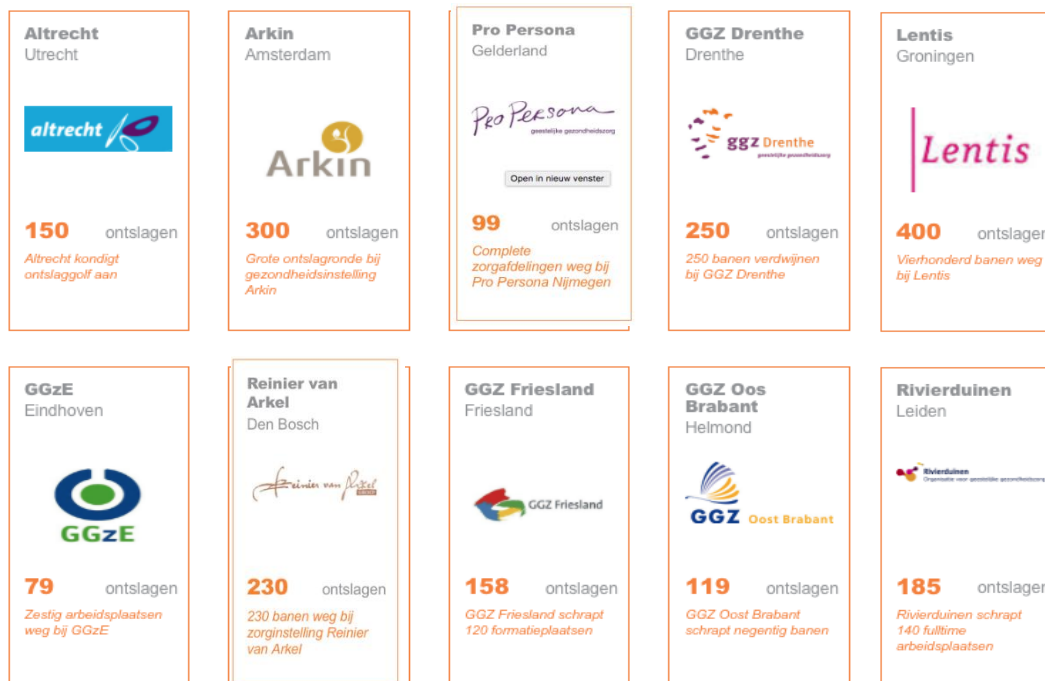 Altrecht
Utrecht
altrecht
150 ontslagen
Altrecht kondigt
ontslaggolf aan
Arkin
Amsterdam
Arkin
300 ontslagen
Grote ontslagronde bij
gezondheidsinstelling
Arkin
Pro Persona
Gelderland
Pro Persona
geestelijke gezondheidszorg
Open in nieuw venster
99 ontslagen
Complete
zorgafdelingen weg bij
Pro Persona Nijmegen
GGZ Drenthe
Drenthe
ggz Drenthe
geestelijke gezondheidszorg
250 ontslagen
250 banen verdwijnen
bij GGZ Drenthe
Lentis
Groningen
Lentis
400 ontslagen
Vierhonderd banen weg
bij Lentis
GGzE
Eindhoven
GGzE
79 ontslagen
Zestig arbeidsplaatsen
weg bij GGzE
Reinier van
Arkel
Den Bosch
Reinier van Arkel
230 ontslagen
230 banen weg bij
zorginstelling Reinier
van Arkel
GGZ Friesland
Friesland
GGZ Friesland
158 ontslagen
GGZ Friesland schrapt
120 formatieplaatsen
GGZ Oos
Brabant
Helmond
GGZ Oost Brabant
119 ontslagen
GGZ Oost Brabant
schrapt negentig banen
Rivierduinen
Leiden
Rivierduinen
Organisatie voor geestelijke gezondheidszorg
185 ontslagen
Rivierduinen schrapt
140 fulltime
arbeidsplaatsen